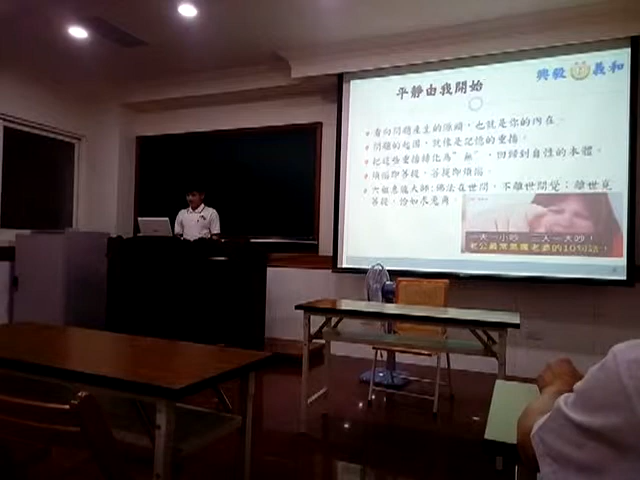 興毅 義和
平靜由我開始
看向問題產生的源頭，也就是你的內在。
問題的起因，就像是記憶的重播。
把這些重播轉化為〝無〞，回歸到自性的本體。
煩惱即菩提，菩提即煩惱。
六祖惠能大師:佛法在世間，不離世間覺；離世覓
菩提，恰如求兔角。
一天一小吵 二人一大吵！
老公最常惹瘋老婆的10句話…！